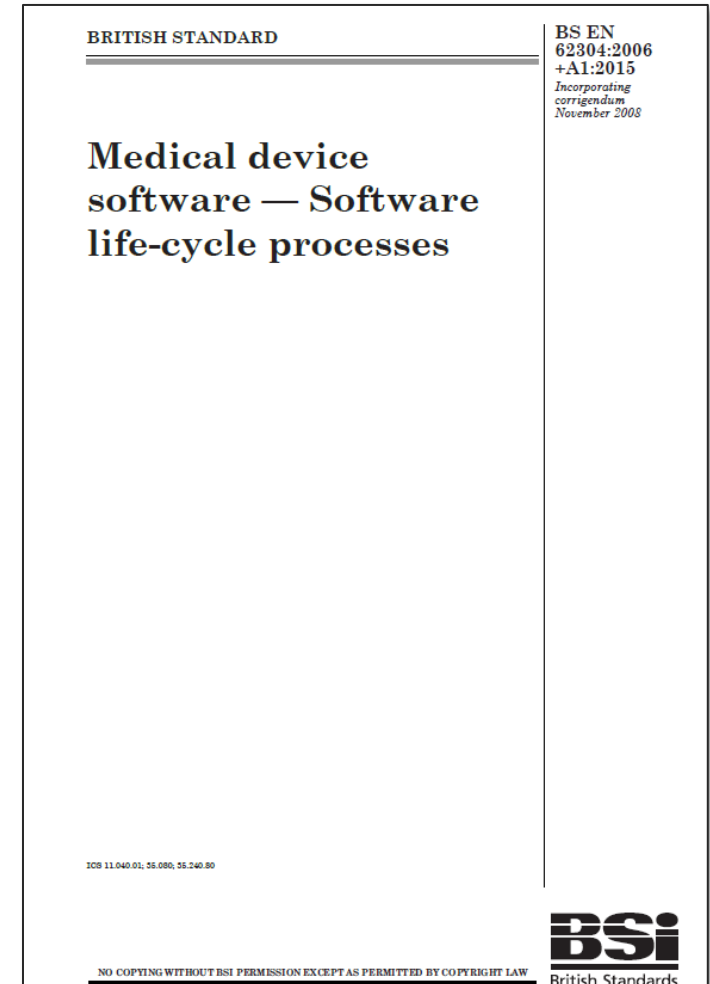 BRITISH STANDARD
BS EN
62304:2006
+A1:2015
Incorporating
corrigendum
November 2008
Medical device
software — Software
life-cycle processes
ICS 11.040.01; 35.080; 35.240.80
NO COPYING WITHOUT BSI PERMISSION EXCEPT AS PERMITTED BY COPYRIGHT LAW
BSi
British Standards